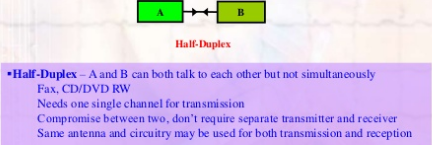 A B
Half-Duplex
▪Half-Duplex – A and B can both talk to each other but not simultaneously
Fax, CD/DVD RW
Needs one single channel for transmission
Compromise between two, don't require separate transmitter and receiver
Same antenna and circuitry may be used for both transmission and reception